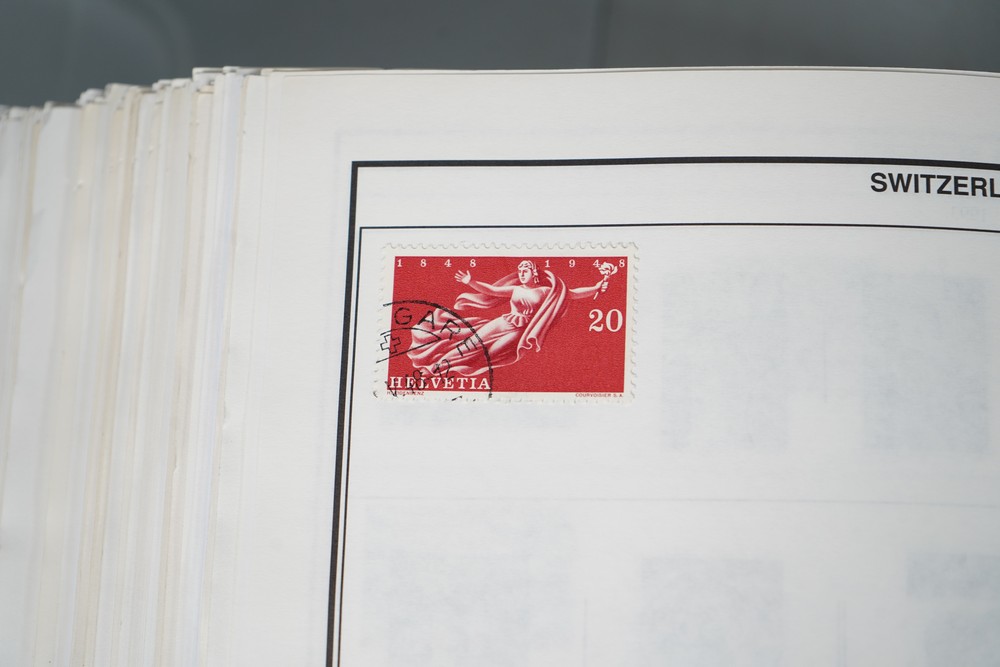 SWITZERL
1848 1948
20
GARE
HELVETIA
COURVOISIER S.A.